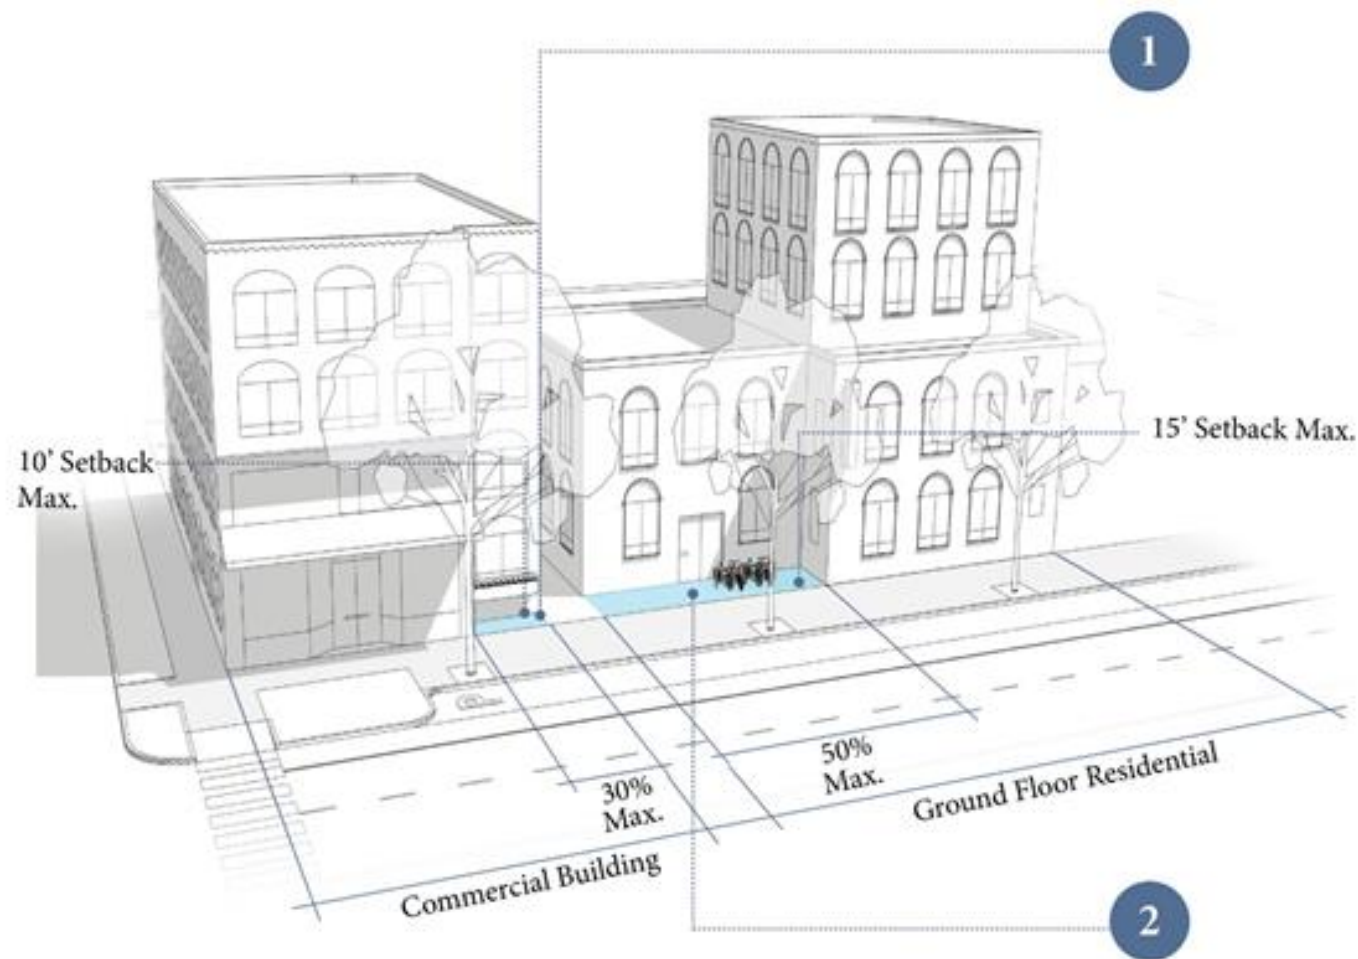 1
10’ Setback
Max.
15’ Setback Max.
50%
Max.
30%
Max.
Ground Floor Residential
Commercial Building
2